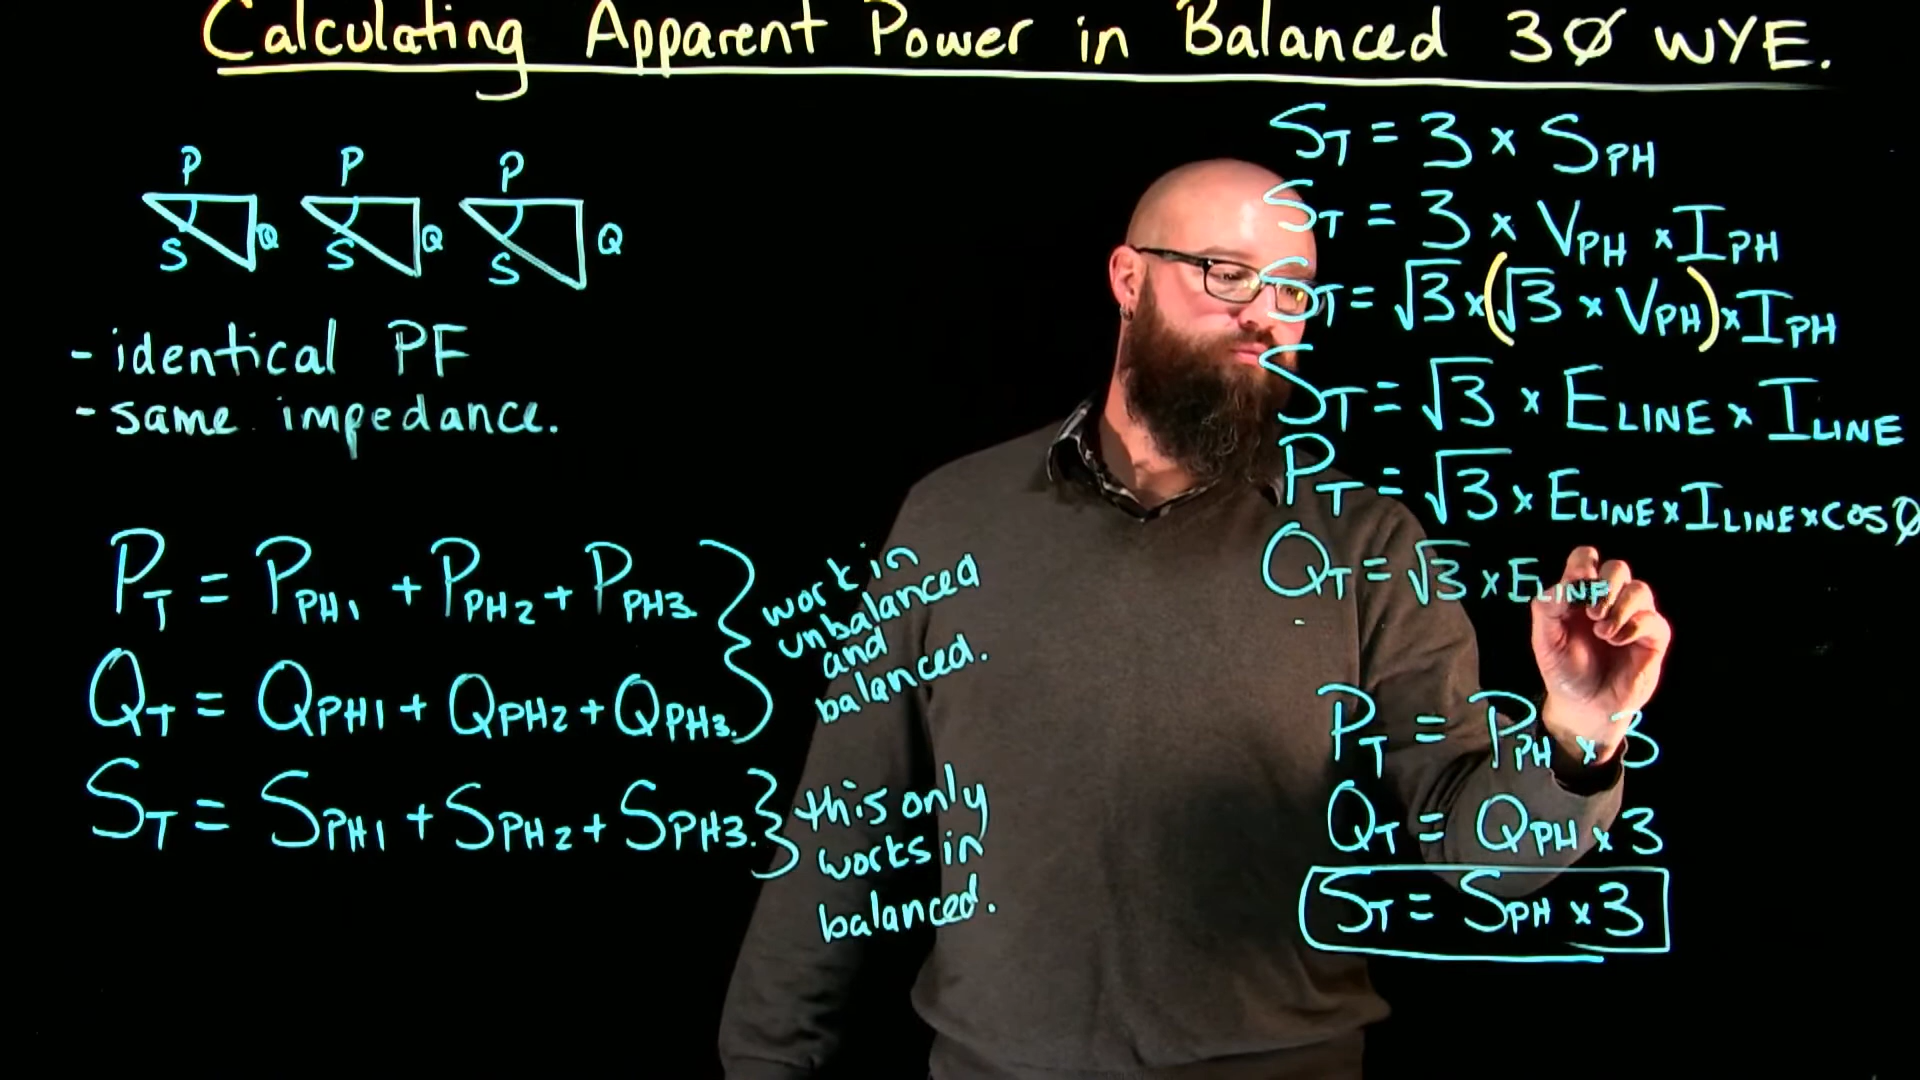 Calculating Apparent Power in Balanced 3Ø WYE.
P P P
S Q S Q S Q
- identical PF
- same impedance.
P_T = P_PH1 + P_PH2 + P_PH3.
Q_T = Q_PH1 + Q_PH2 + Q_PH3.
work in
unbalanced
and
balanced.
S_T = S_PH1 + S_PH2 + S_PH3.
this only
works in
balanced.
S_T = 3 × S_PH
S_T = 3 × V_PH × I_PH
S_T = √3 × (√3 × V_PH) × I_PH
S_T = √3 × E_LINE × I_LINE
P_T = √3 × E_LINE × I_LINE × cos Ø
Q_T = √3 × E_LINE
P_T = P_PH × 3
Q_T = Q_PH × 3
S_T = S_PH × 3